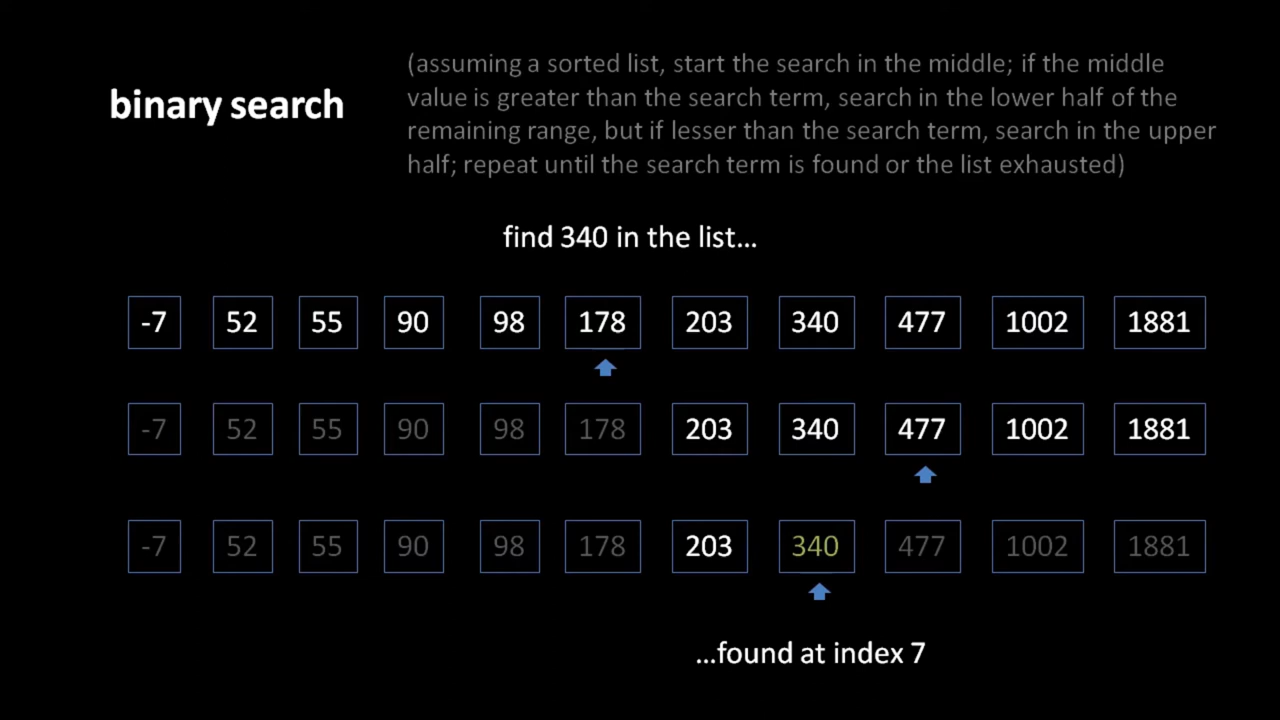 binary search
(assuming a sorted list, start the search in the middle; if the middle
value is greater than the search term, search in the lower half of the
remaining range, but if lesser than the search term, search in the upper
half; repeat until the search term is found or the list exhausted)
find 340 in the list...
-7 52 55 90 98 178 203 340 477 1002 1881
-7 52 55 90 98 178 203 340 477 1002 1881
-7 52 55 90 98 178 203 340 477 1002 1881
...found at index 7